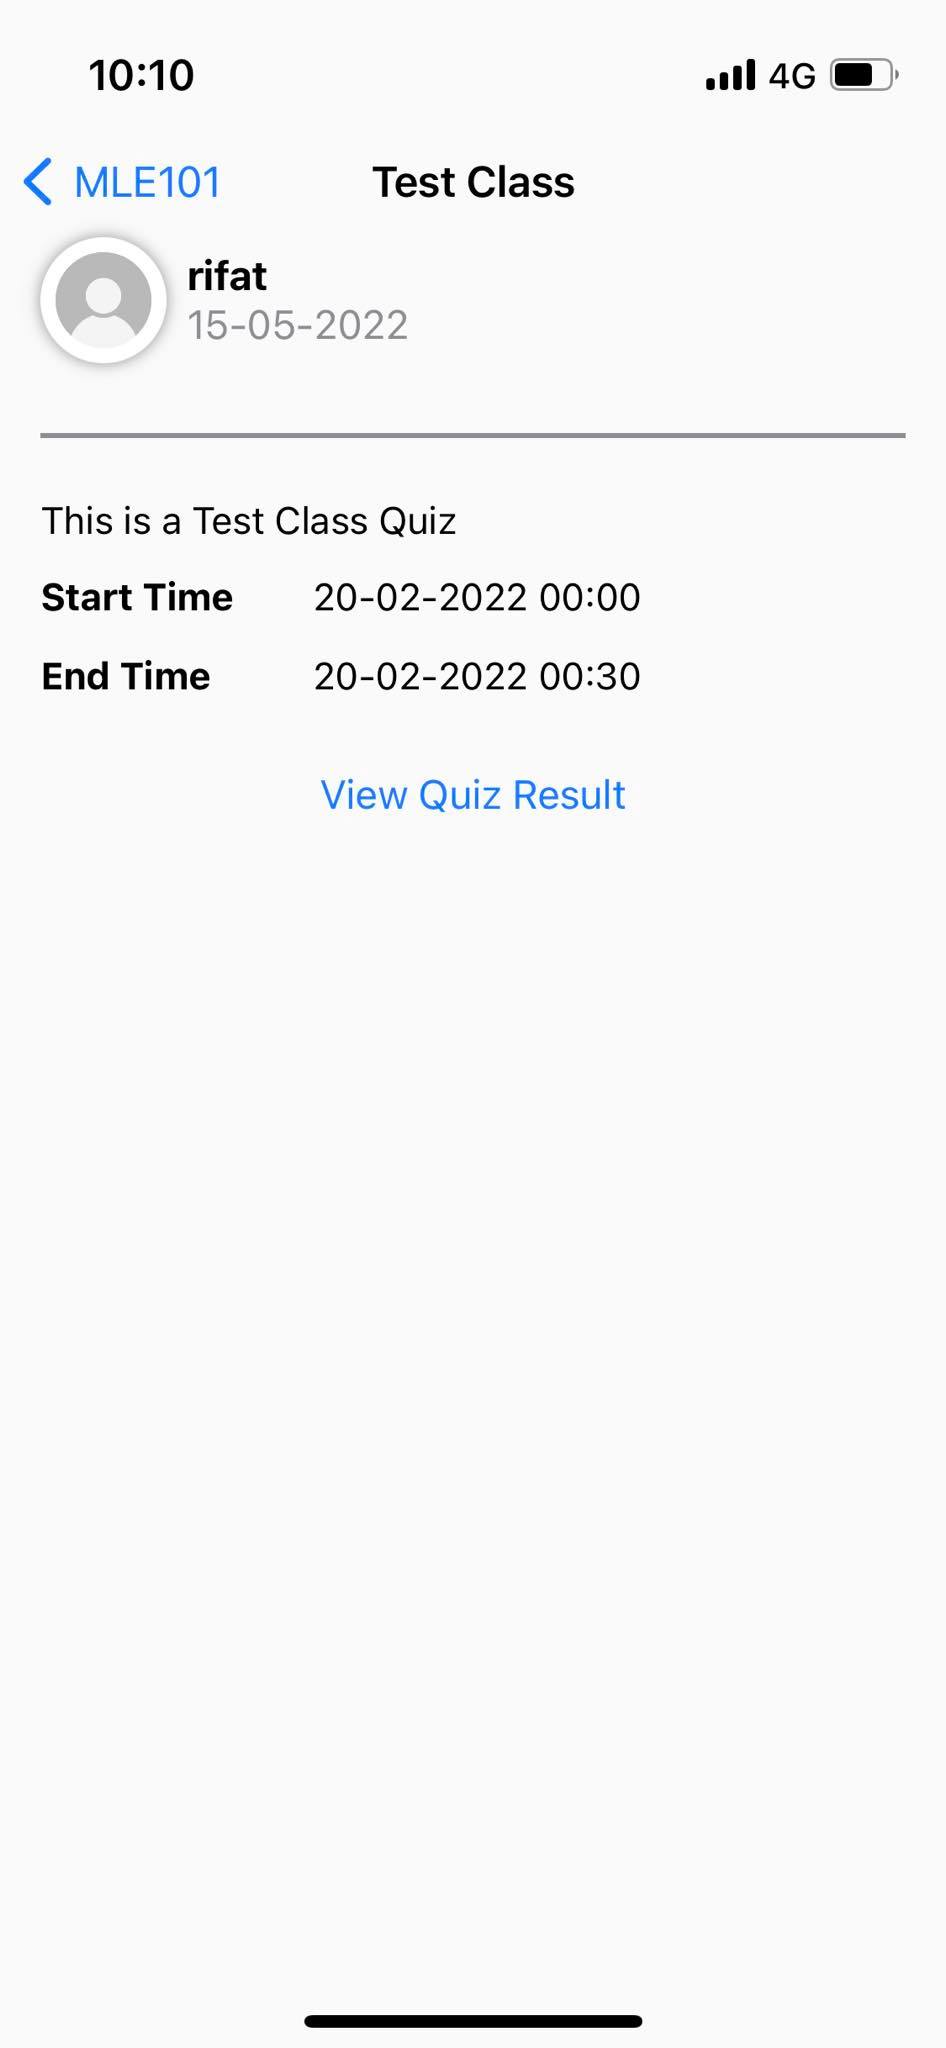 10:10 4G
MLE101 Test Class
rifat
15-05-2022
This is a Test Class Quiz
Start Time 20-02-2022 00:00
End Time 20-02-2022 00:30
View Quiz Result